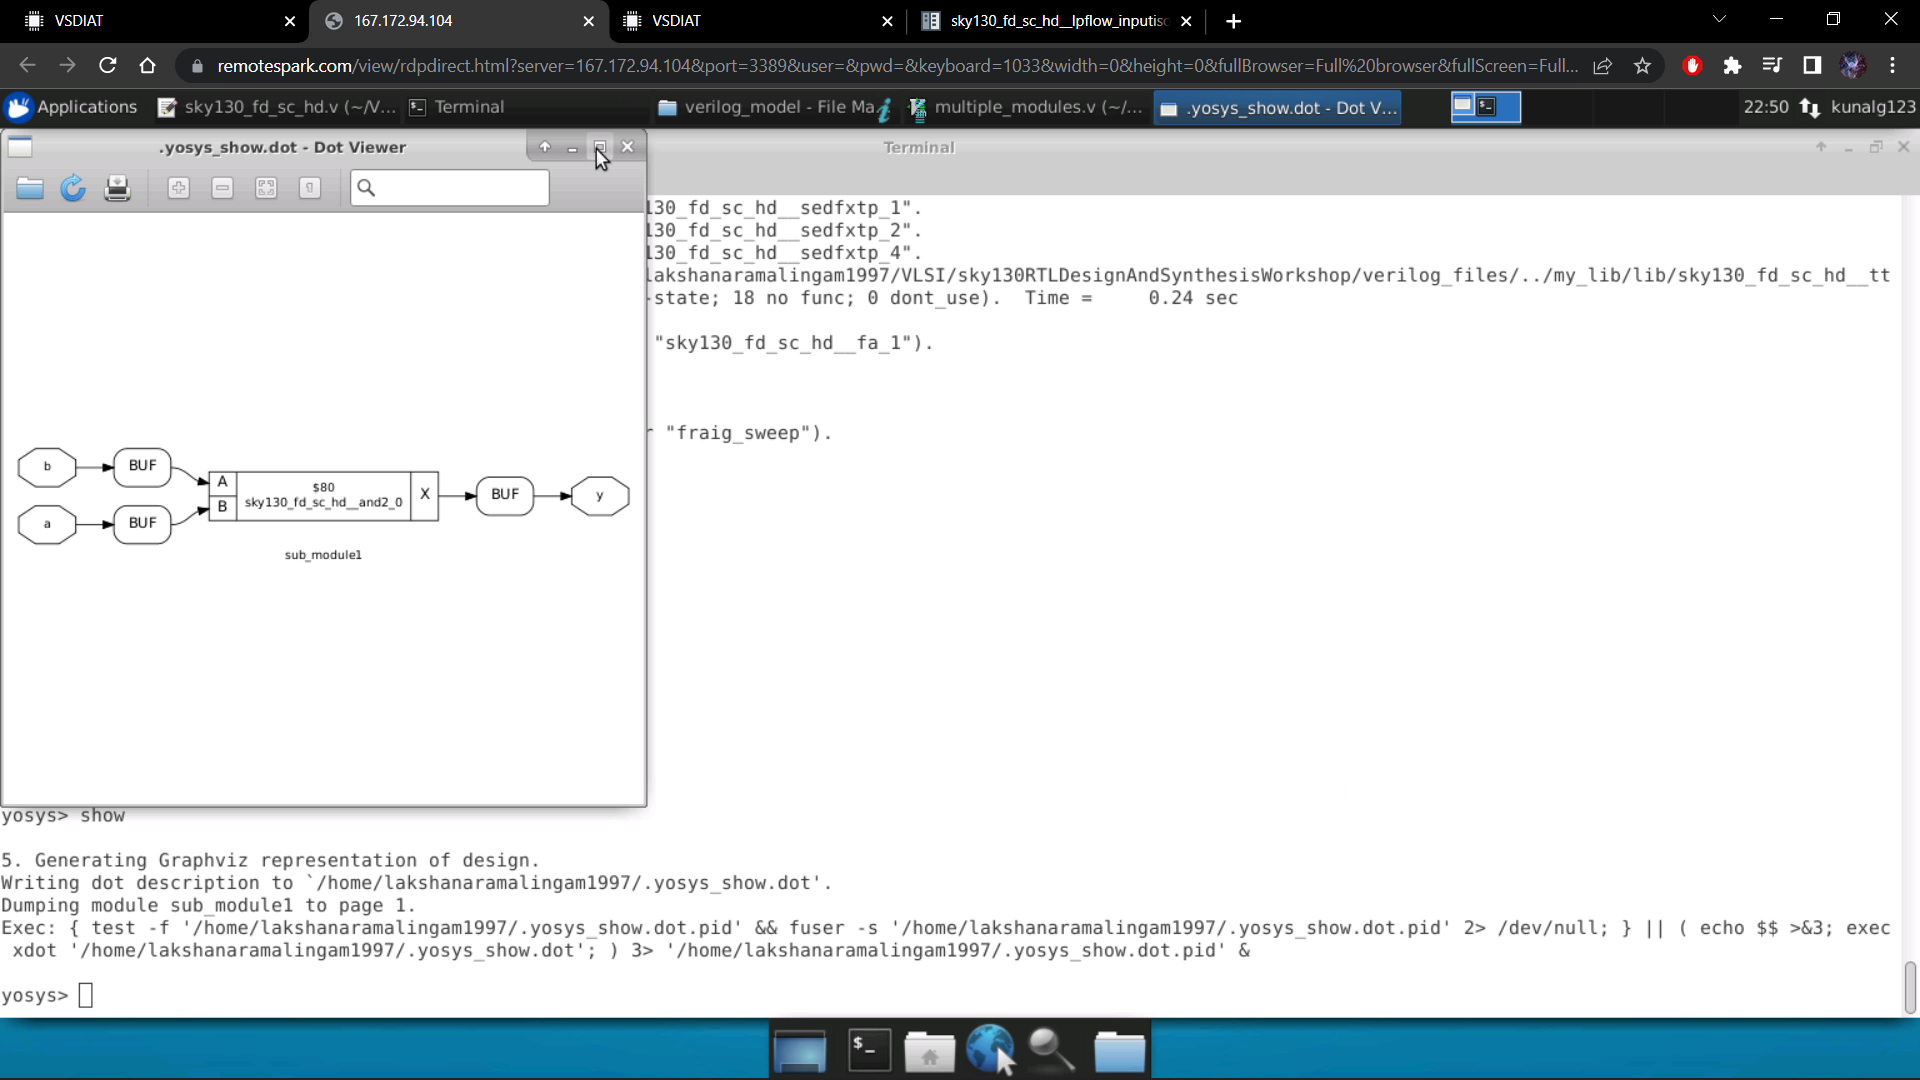 VSDIAT
167.172.94.104
VSDIAT
sky130_fd_sc_hd__lpflow_inputisc
remotespark.com/view/rdpdirect.html?server=167.172.94.104&port=3389&user=&pwd=&keyboard=1033&width=0&height=0&fullBrowser=Full%20browser&fullScreen=Full...
Applications
sky130_fd_sc_hd.v (~/V...
Terminal
verilog_model - File Ma
multiple_modules.v (~/...
.yosys_show.dot - Dot V...
22:50
kunalg123
.yosys_show.dot - Dot Viewer
Terminal
130_fd_sc_hd__sedfxtp_1".
130_fd_sc_hd__sedfxtp_2".
130_fd_sc_hd__sedfxtp_4".
lakshanaramalingam1997/VLSI/sky130RTLDesignAndSynthesisWorkshop/verilog_files/../my_lib/lib/sky130_fd_sc_hd__tt
-state; 18 no func; 0 dont_use). Time = 0.24 sec
"sky130_fd_sc_hd__fa_1").
r "fraig_sweep").
b
BUF
a
BUF
A
B
$80
sky130_fd_sc_hd__and2_0
X
BUF
y
sub_module1
yosys> show
5. Generating Graphviz representation of design.
Writing dot description to `/home/lakshanaramalingam1997/.yosys_show.dot'.
Dumping module sub_module1 to page 1.
Exec: { test -f '/home/lakshanaramalingam1997/.yosys_show.dot.pid' && fuser -s '/home/lakshanaramalingam1997/.yosys_show.dot.pid' 2> /dev/null; } || ( echo $$ >&3; exec
xdot '/home/lakshanaramalingam1997/.yosys_show.dot'; ) 3> '/home/lakshanaramalingam1997/.yosys_show.dot.pid' &
yosys>